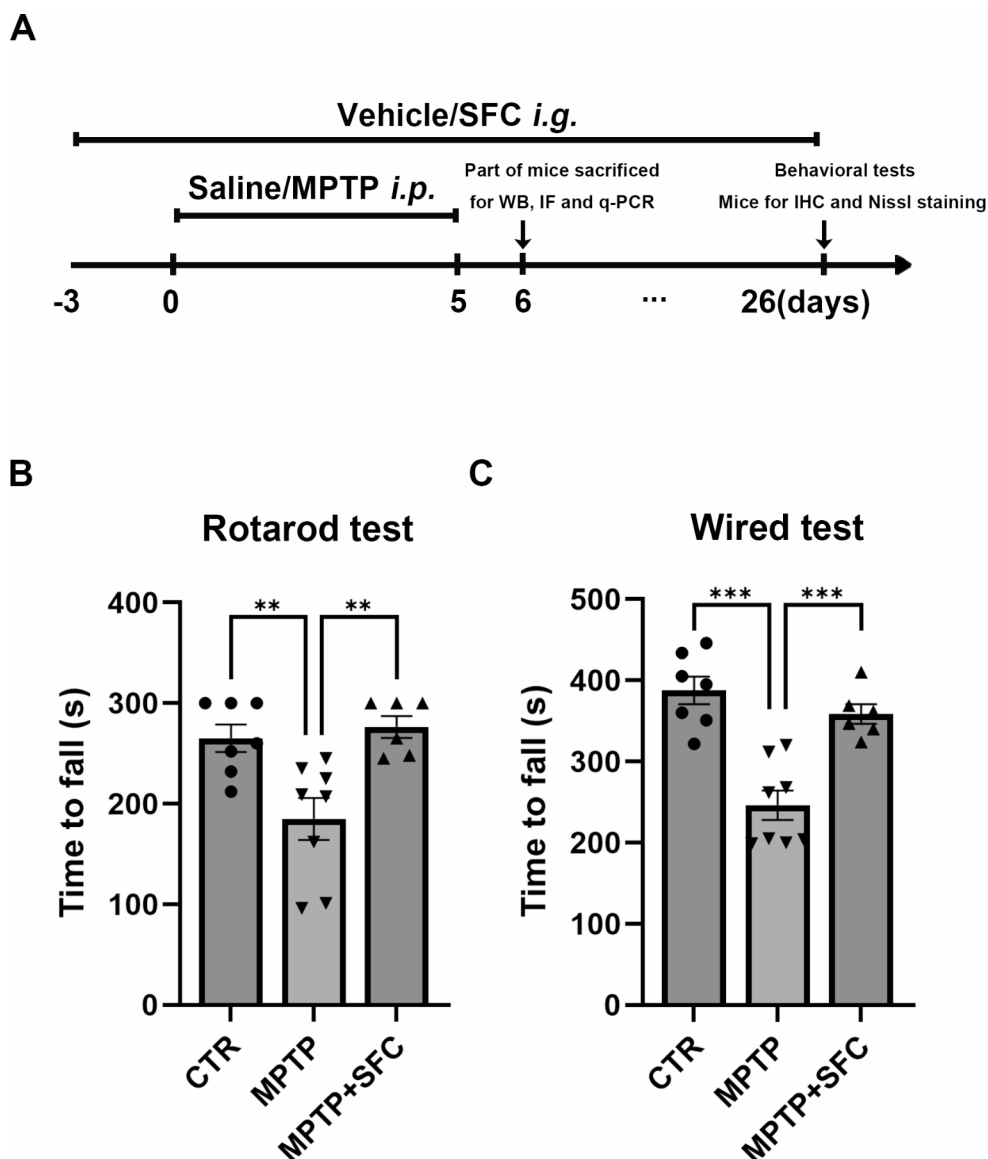 A
Vehicle/SFC i.g.
Saline/MPTP i.p.
Part of mice sacrificed
for WB, IF and q-PCR
Behavioral tests
Mice for IHC and Nissl staining
-3 0 5 6 ... 26(days)
B
Rotarod test
** **
Time to fall (s)
400
300
200
100
0
CTR
MPTP
MPTP+SFC
C
Wired test
*** ***
Time to fall (s)
500
400
300
200
100
0
CTR
MPTP
MPTP+SFC